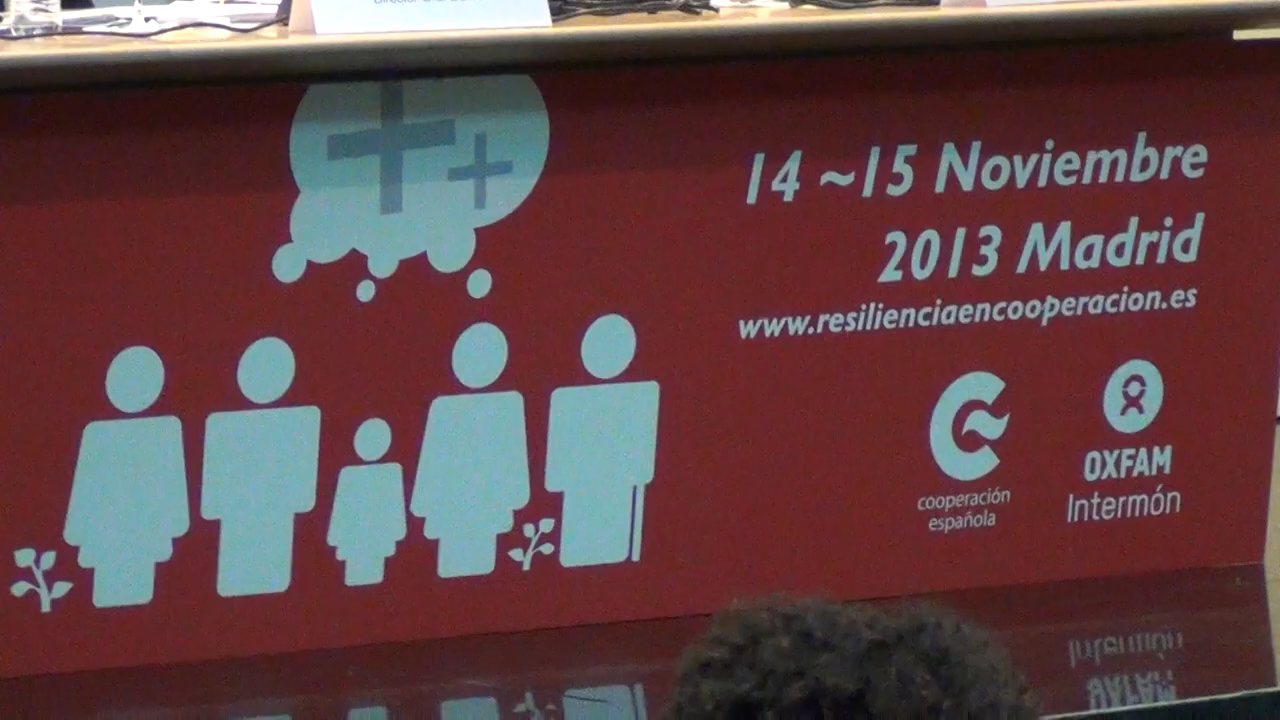 14 ~15 Noviembre
2013 Madrid
www.resilienciaencooperacion.es
cooperación
española
OXFAM
Intermón